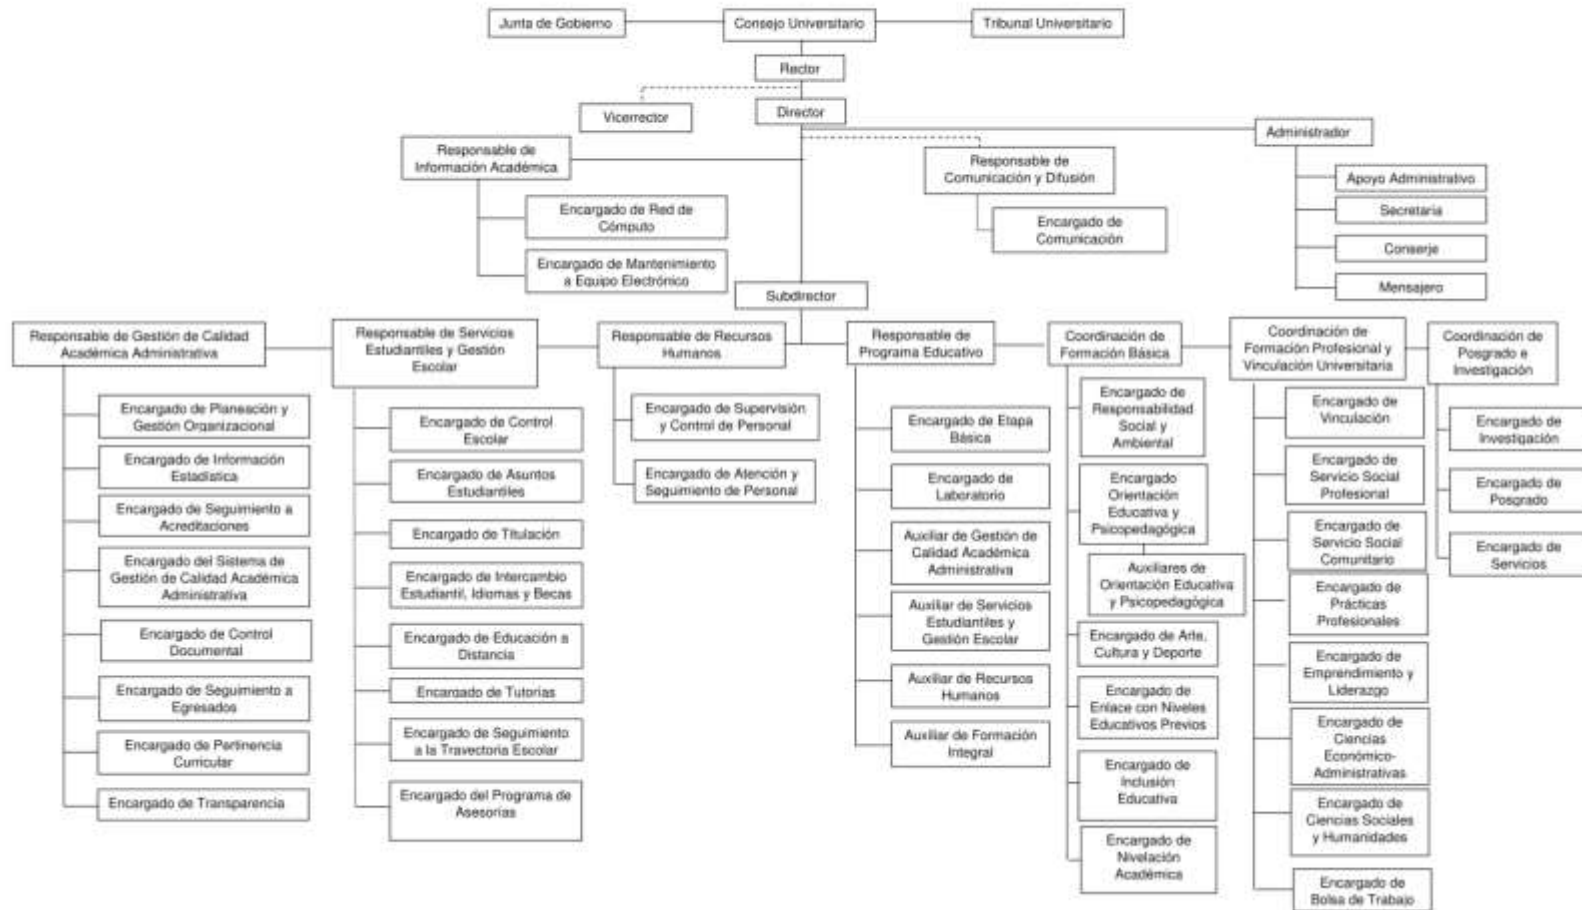 Junta de Gobierno
Consejo Universitario
Tribunal Universitario
Rector
Vicerrector
Director
Administrador
Responsable de
Información Académica
Responsable de
Comunicación y Difusión
Apoyo Administrativo
Secretaria
Conserje
Mensajero
Encargado de Red de
Cómputo
Encargado de
Comunicación
Encargado de Mantenimiento
a Equipo Electrónico
Subdirector
Responsable de Gestión de Calidad
Académica Administrativa
Responsable de Servicios
Estudiantiles y Gestión
Escolar
Responsable de Recursos
Humanos
Responsable de
Programa Educativo
Coordinación de
Formación Básica
Coordinación de
Formación Profesional y
Vinculación Universitaria
Coordinación de
Posgrado e
Investigación
Encargado de Planeación y
Gestión Organizacional
Encargado de Información
Estadística
Encargado de Seguimiento a
Acreditaciones
Encargado del Sistema de
Gestión de Calidad Académica
Administrativa
Encargado de Control
Documental
Encargado de Seguimiento a
Egresados
Encargado de Pertinencia
Curricular
Encargado de Transparencia
Encargado de Control
Escolar
Encargado de Asuntos
Estudiantiles
Encargado de Titulación
Encargado de Intercambio
Estudiantil, Idiomas y Becas
Encargado de Educación a
Distancia
Encargado de Tutorías
Encargado de Seguimiento
a la Trayectoria Escolar
Encargado del Programa de
Asesorías
Encargado de Supervisión
y Control de Personal
Encargado de Atención y
Seguimiento de Personal
Encargado de Etapa
Básica
Encargado de
Laboratorio
Auxiliar de Gestión de
Calidad Académica
Administrativa
Auxiliar de Servicios
Estudiantiles y
Gestión Escolar
Auxiliar de Recursos
Humanos
Auxiliar de Formación
Integral
Encargado de
Responsabilidad
Social y
Ambiental
Encargado
Orientación
Educativa y
Psicopedagógica
Auxiliares de
Orientación Educativa
y Psicopedagógica
Encargado de Arte,
Cultura y Deporte
Encargado de
Enlace con Niveles
Educativos Previos
Encargado de
Inclusión
Educativa
Encargado de
Nivelación
Académica
Encargado de
Vinculación
Encargado de
Servicio Social
Profesional
Encargado de
Servicio Social
Comunitario
Encargado de
Prácticas
Profesionales
Encargado de
Emprendimiento y
Liderazgo
Encargado de
Ciencias
Económico-
Administrativas
Encargado de
Ciencias Sociales
y Humanidades
Encargado de
Bolsa de Trabajo
Encargado de
Investigación
Encargado de
Posgrado
Encargado de
Servicios